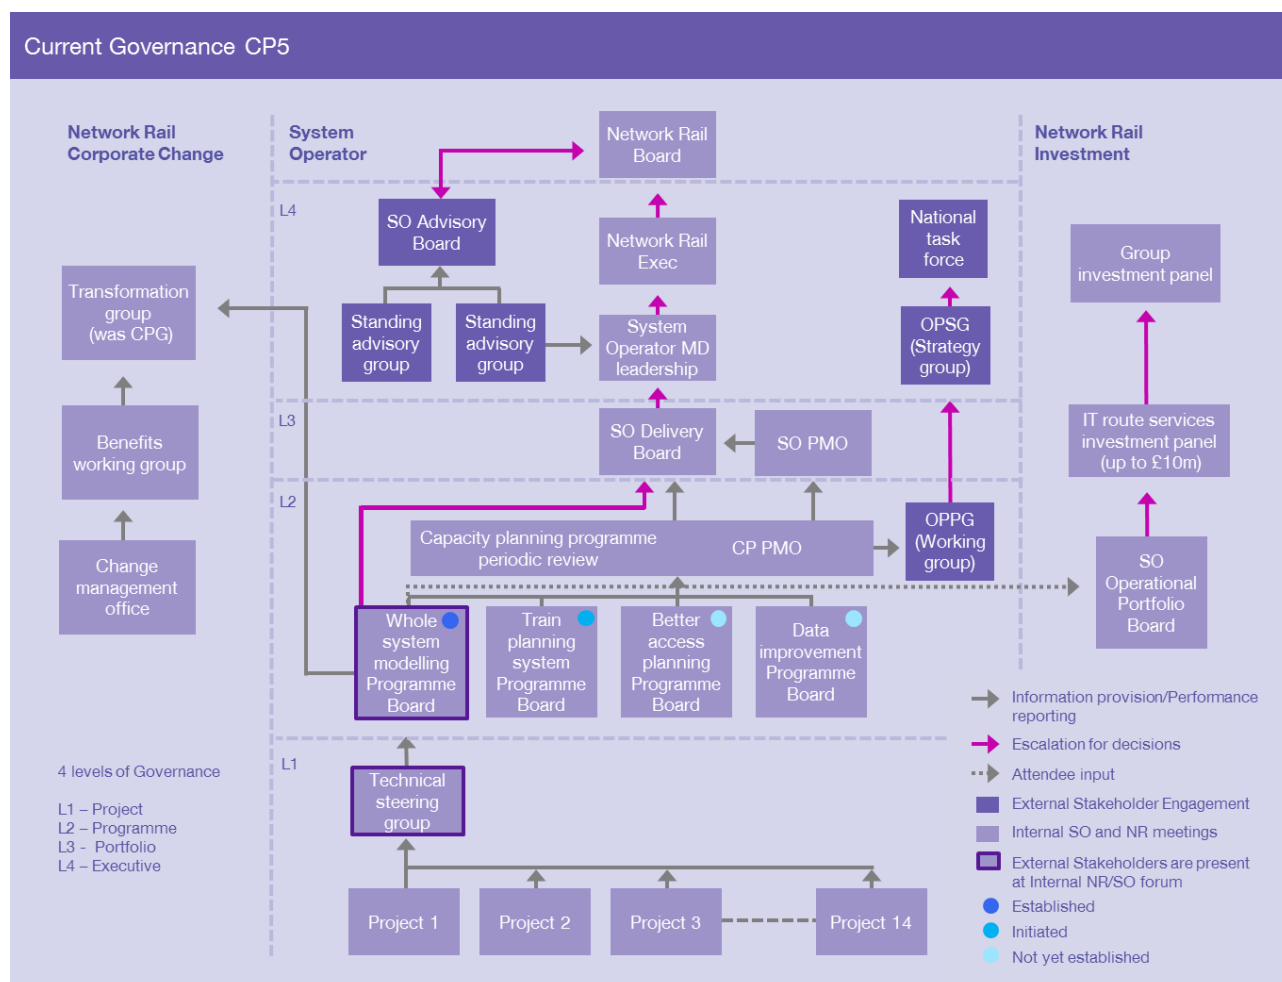 Current Governance CP5
Network Rail
Corporate Change
System
Operator
Network Rail
Investment
Network Rail
Board
L4
SO Advisory
Board
Network Rail
Exec
National
task
force
Group
investment panel
Transformation
group
(was CPG)
Standing
advisory
group
Standing
advisory
group
System
Operator MD
leadership
OPSG
(Strategy
group)
L3
Benefits
working group
SO Delivery
Board
SO PMO
IT route services
investment panel
(up to £10m)
L2
Capacity planning programme
periodic review
CP PMO
OPPG
(Working
group)
Change
management
office
SO
Operational
Portfolio
Board
Whole
system
modelling
Programme
Board
Train
planning
system
Programme
Board
Better
access
planning
Programme
Board
Data
improvement
Programme
Board
L1
Technical
steering
group
Project 1
Project 2
Project 3
Project 14
4 levels of Governance
L1 – Project
L2 – Programme
L3 - Portfolio
L4 – Executive
Information provision/Performance
reporting
Escalation for decisions
Attendee input
External Stakeholder Engagement
Internal SO and NR meetings
External Stakeholders are present
at Internal NR/SO forum
Established
Initiated
Not yet established